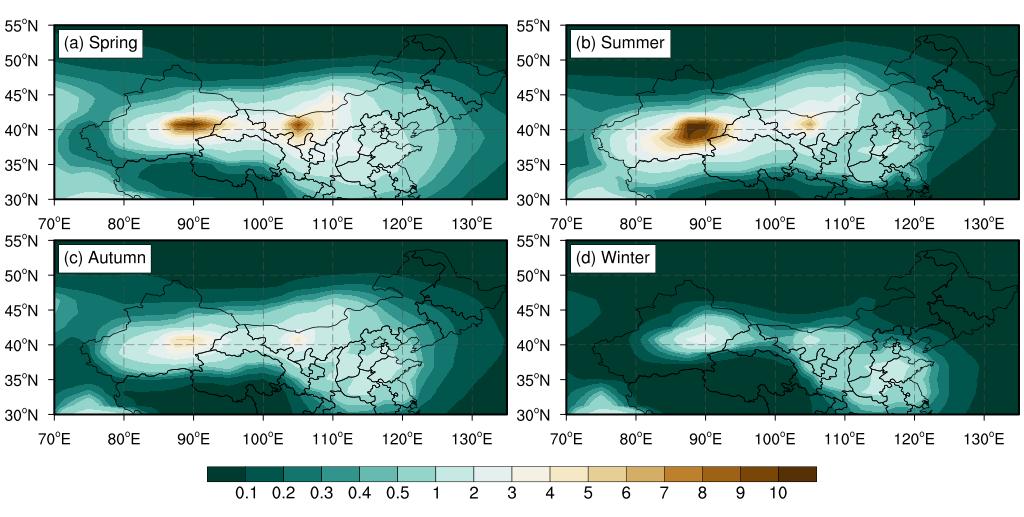 55°N
50°N
45°N
40°N
35°N
30°N
(a) Spring
70°E 80°E 90°E 100°E 110°E 120°E 130°E
55°N
50°N
45°N
40°N
35°N
30°N
(b) Summer
70°E 80°E 90°E 100°E 110°E 120°E 130°E
55°N
50°N
45°N
40°N
35°N
30°N
(c) Autumn
70°E 80°E 90°E 100°E 110°E 120°E 130°E
55°N
50°N
45°N
40°N
35°N
30°N
(d) Winter
70°E 80°E 90°E 100°E 110°E 120°E 130°E
0.1 0.2 0.3 0.4 0.5 1 2 3 4 5 6 7 8 9 10